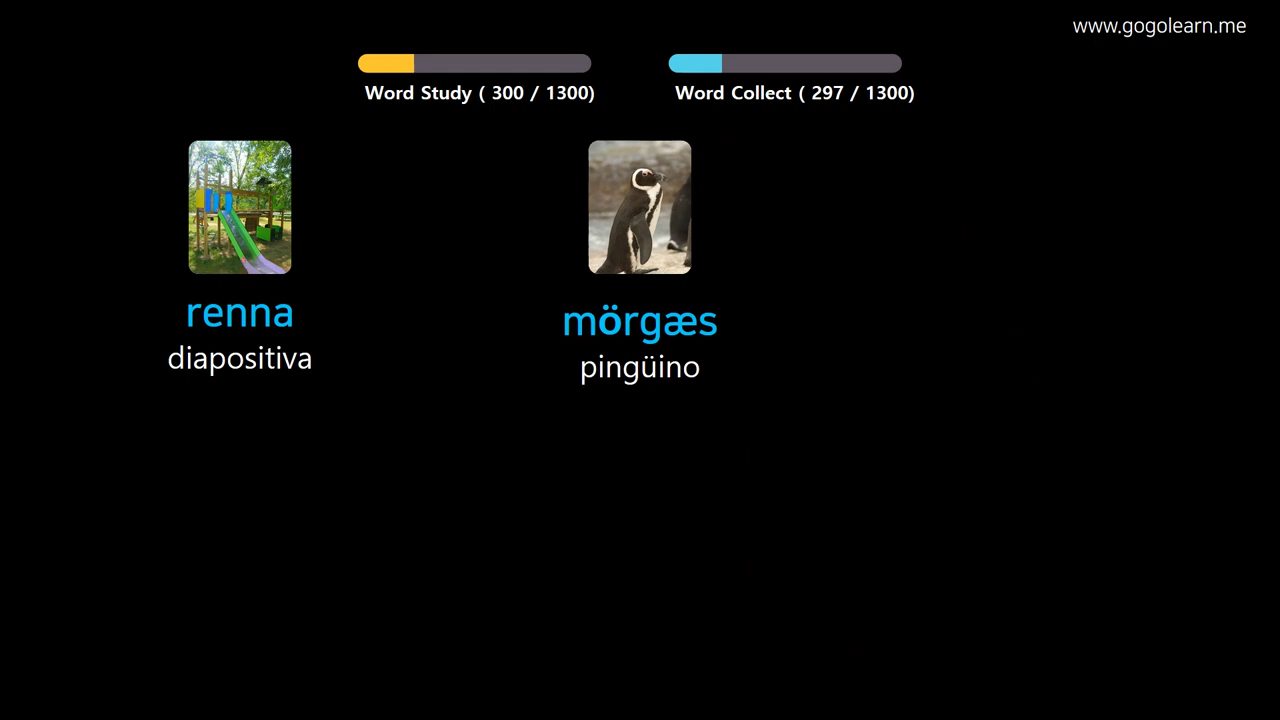 www.gogolearn.me
Word Study ( 300 / 1300)
Word Collect ( 297 / 1300)
renna
diapositiva
mörgæs
pingüino